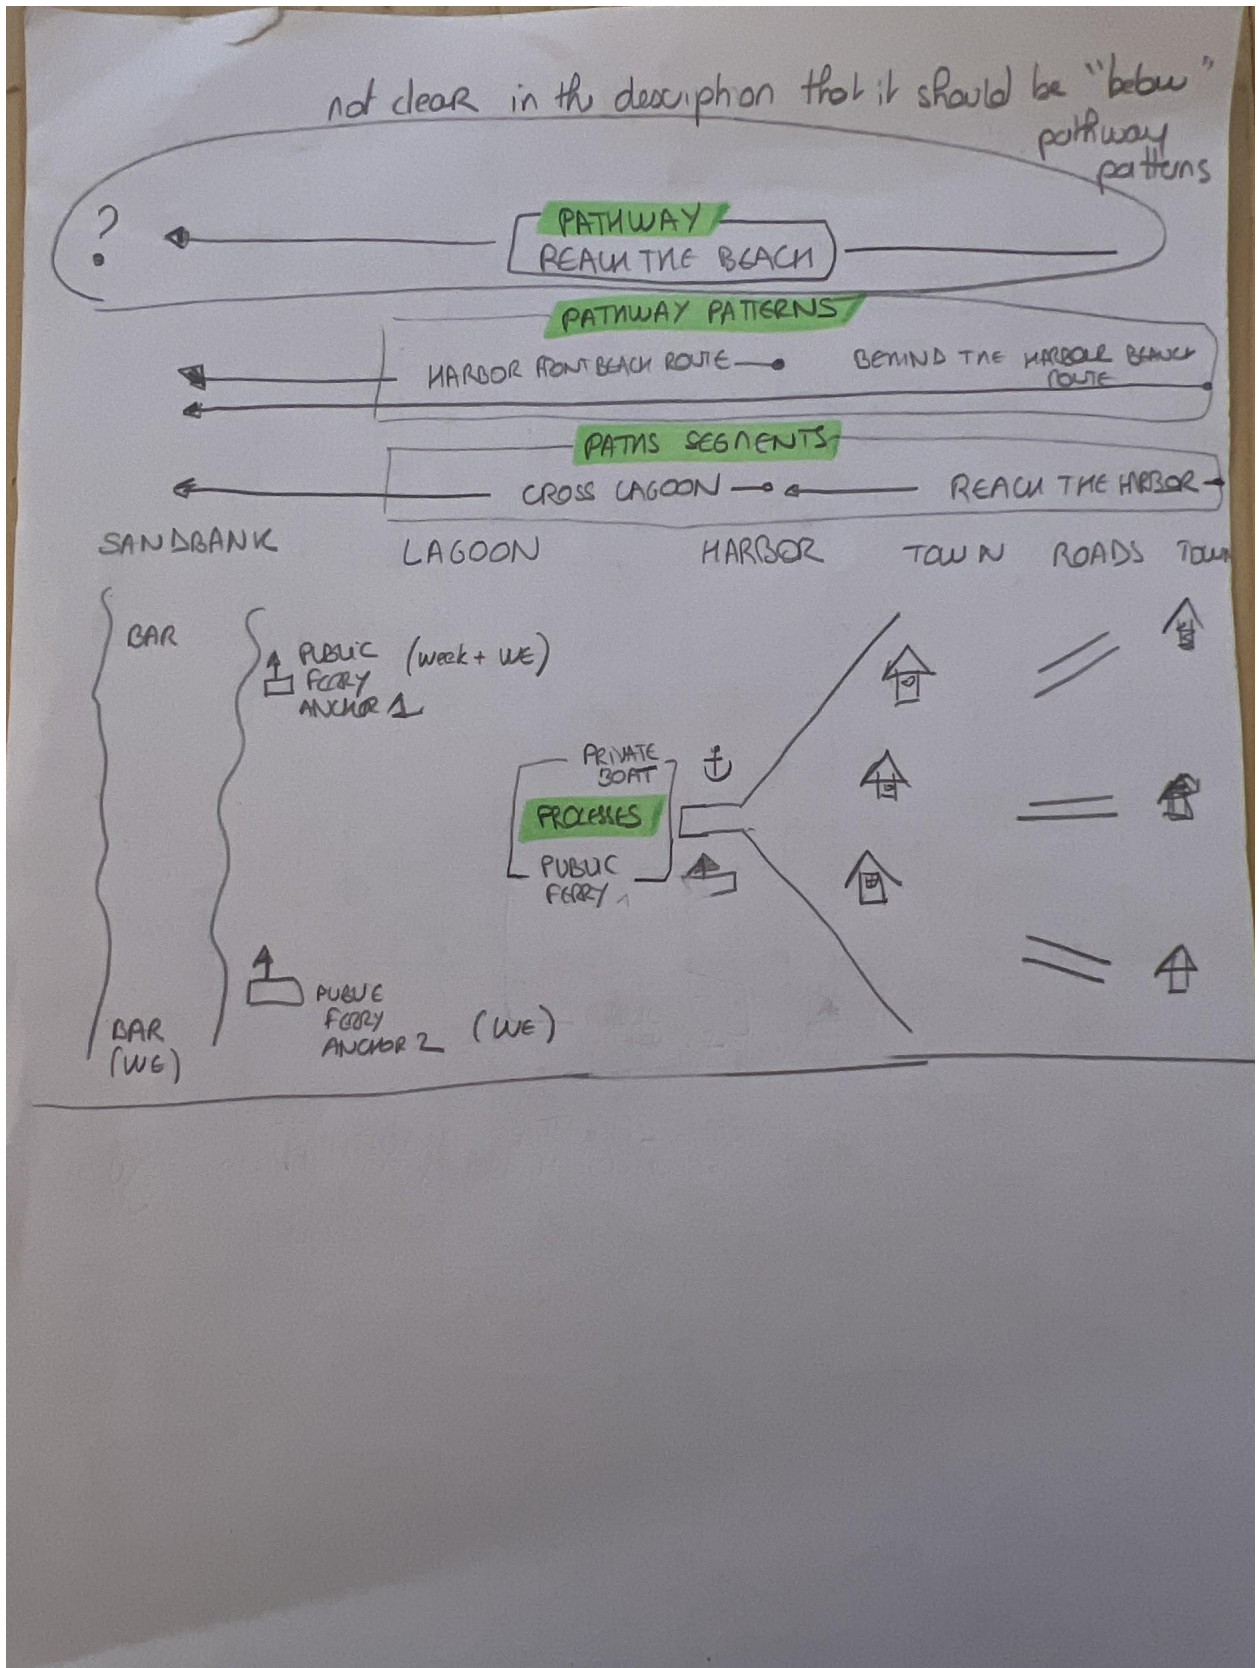 not clear in the description that it should be "below"
pathway
patterns
?
PATHWAY
REACH THE BEACH
PATHWAY PATTERNS
HARBOR FRONT BEACH ROUTE
BEHIND THE HARBOUR BEACH
ROUTE
PATHS SEGMENTS
CROSS LAGOON
REACH THE HARBOR
SANDBANK LAGOON HARBOR TOWN ROADS TOWN
BAR
PUBLIC (week + WE)
FERRY
ANCHOR 1
PRIVATE
BOAT
PROCESSES
PUBLIC
FERRY
PUBLIC
FERRY (WE)
ANCHOR 2
BAR
(WE)